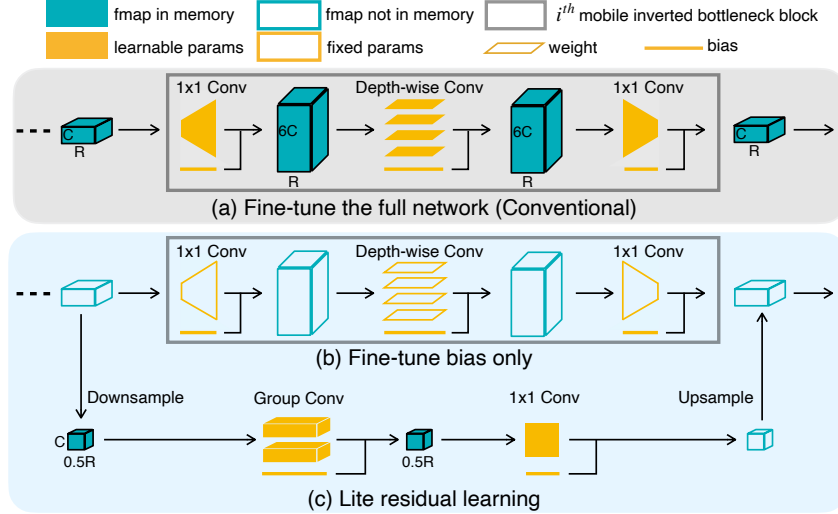 fmap in memory
fmap not in memory
i^th mobile inverted bottleneck block
learnable params
fixed params
weight
bias
1x1 Conv
Depth-wise Conv
1x1 Conv
C
R
6C
R
6C
R
C
R
(a) Fine-tune the full network (Conventional)
1x1 Conv
Depth-wise Conv
1x1 Conv
(b) Fine-tune bias only
Downsample
Group Conv
1x1 Conv
Upsample
C
0.5R
0.5R
(c) Lite residual learning